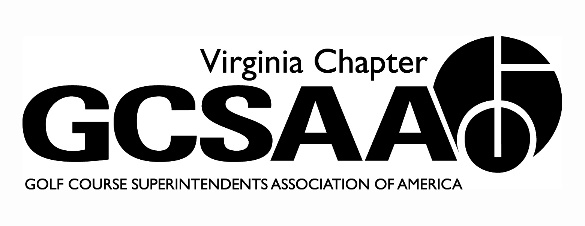 Virginia Chapter
GCSAA
GOLF COURSE SUPERINTENDENTS ASSOCIATION OF AMERICA